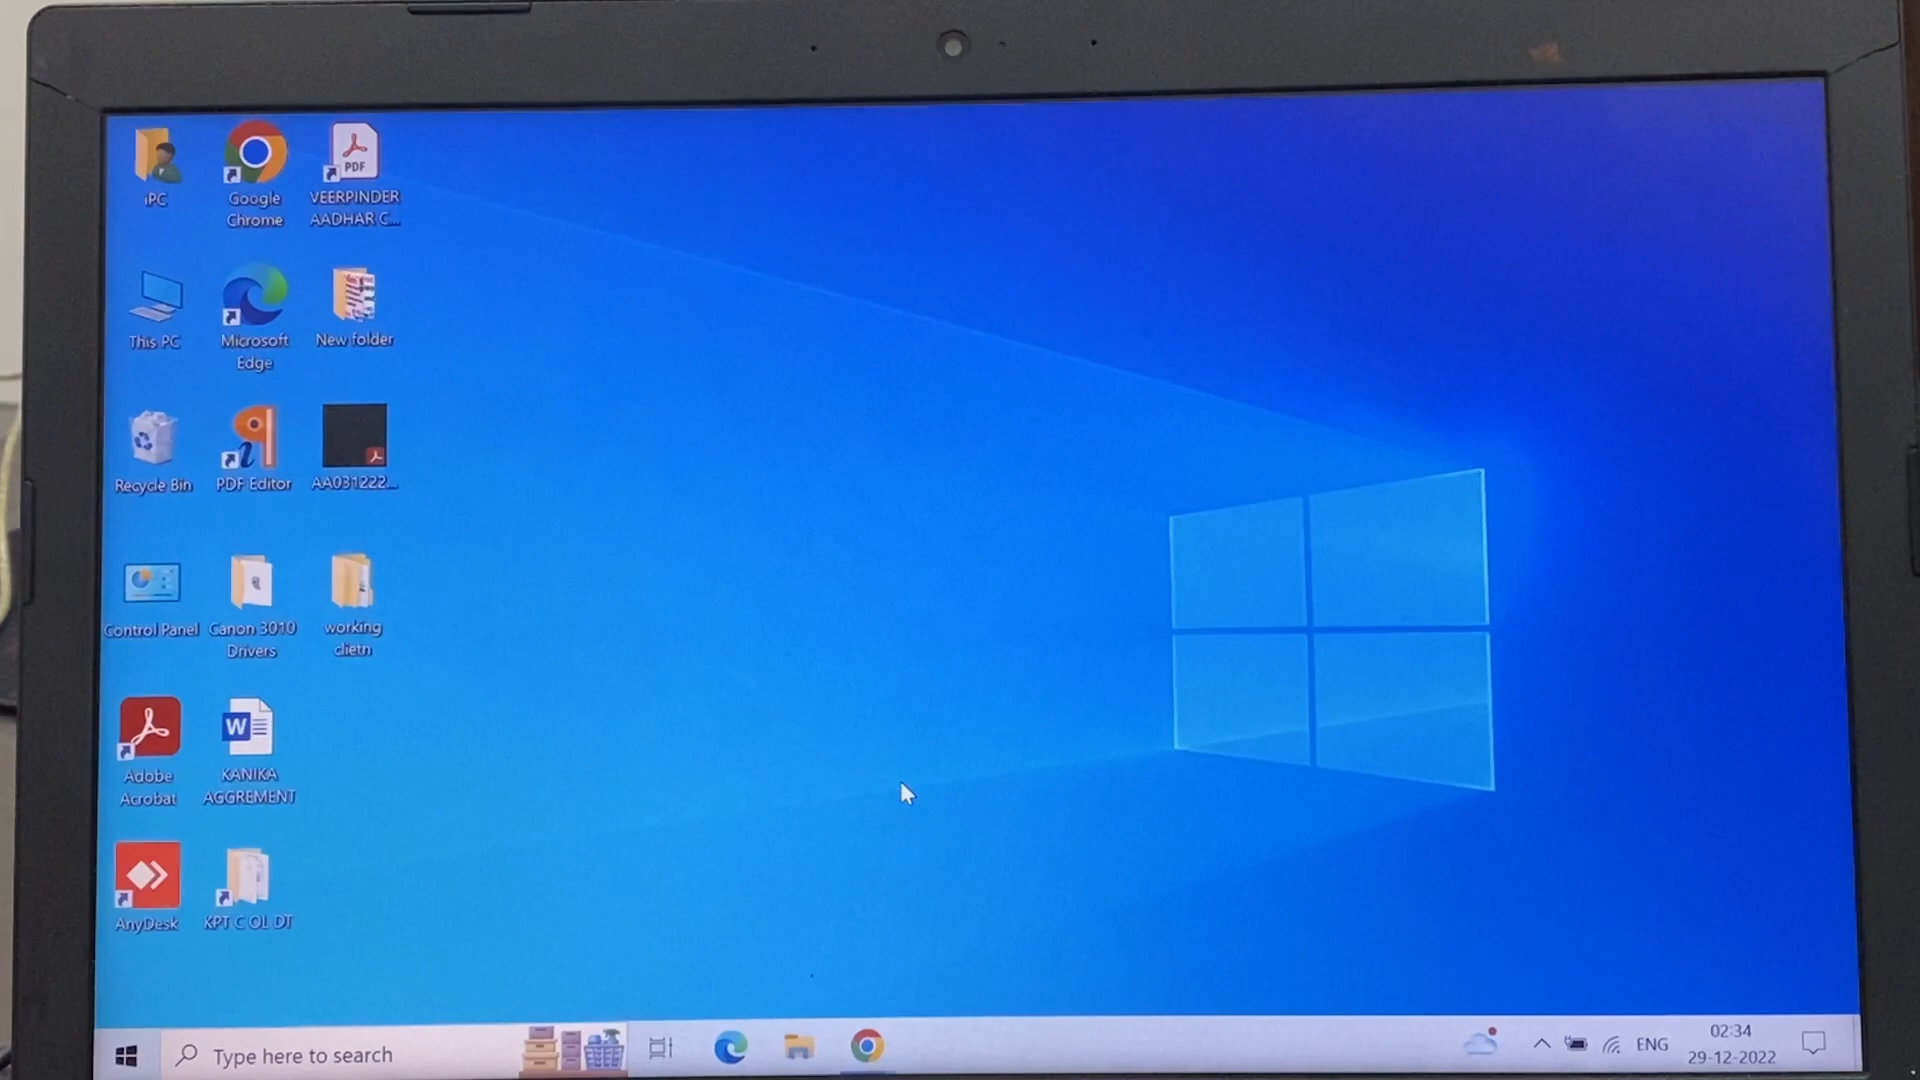 iPC
Google
Chrome
PDF
VEERPINDER
AADHAR C...
This PC
Microsoft
Edge
New folder
Recycle Bin
PDF Editor
AA031222...
Control Panel
Canon 3010
Drivers
working
clietn
Adobe
Acrobat
W
KANIKA
AGGREMENT
AnyDesk
KPT C OL DT
Type here to search
ENG
02:34
29-12-2022